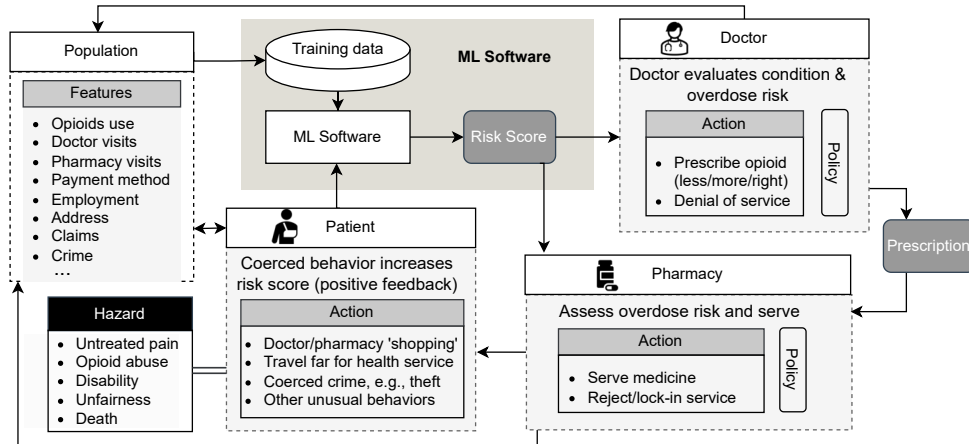 Population
Features
Opioids use
Doctor visits
Pharmacy visits
Payment method
Employment
Address
Claims
Crime
...
Training data
ML Software
ML Software
Risk Score
Doctor
Doctor evaluates condition &
overdose risk
Action
Prescribe opioid
(less/more/right)
Denial of service
Policy
Prescription
Patient
Coerced behavior increases
risk score (positive feedback)
Action
Doctor/pharmacy 'shopping'
Travel far for health service
Coerced crime, e.g., theft
Other unusual behaviors
Pharmacy
Assess overdose risk and serve
Action
Serve medicine
Reject/lock-in service
Policy
Hazard
Untreated pain
Opioid abuse
Disability
Unfairness
Death